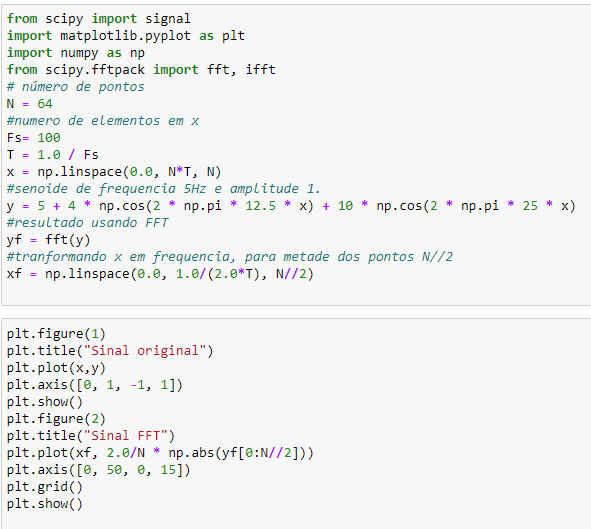 from scipy import signal
import matplotlib.pyplot as plt
import numpy as np
from scipy.fftpack import fft, ifft
# número de pontos
N = 64
#numero de elementos em x
Fs= 100
T = 1.0 / Fs
x = np.linspace(0.0, N*T, N)
#senoide de frequencia 5Hz e amplitude 1.
y = 5 + 4 * np.cos(2 * np.pi * 12.5 * x) + 10 * np.cos(2 * np.pi * 25 * x)
#resultado usando FFT
yf = fft(y)
#tranformando x em frequencia, para metade dos pontos N//2
xf = np.linspace(0.0, 1.0/(2.0*T), N//2)
plt.figure(1)
plt.title("Sinal original")
plt.plot(x,y)
plt.axis([0, 1, -1, 1])
plt.show()
plt.figure(2)
plt.title("Sinal FFT")
plt.plot(xf, 2.0/N * np.abs(yf[0:N//2]))
plt.axis([0, 50, 0, 15])
plt.grid()
plt.show()